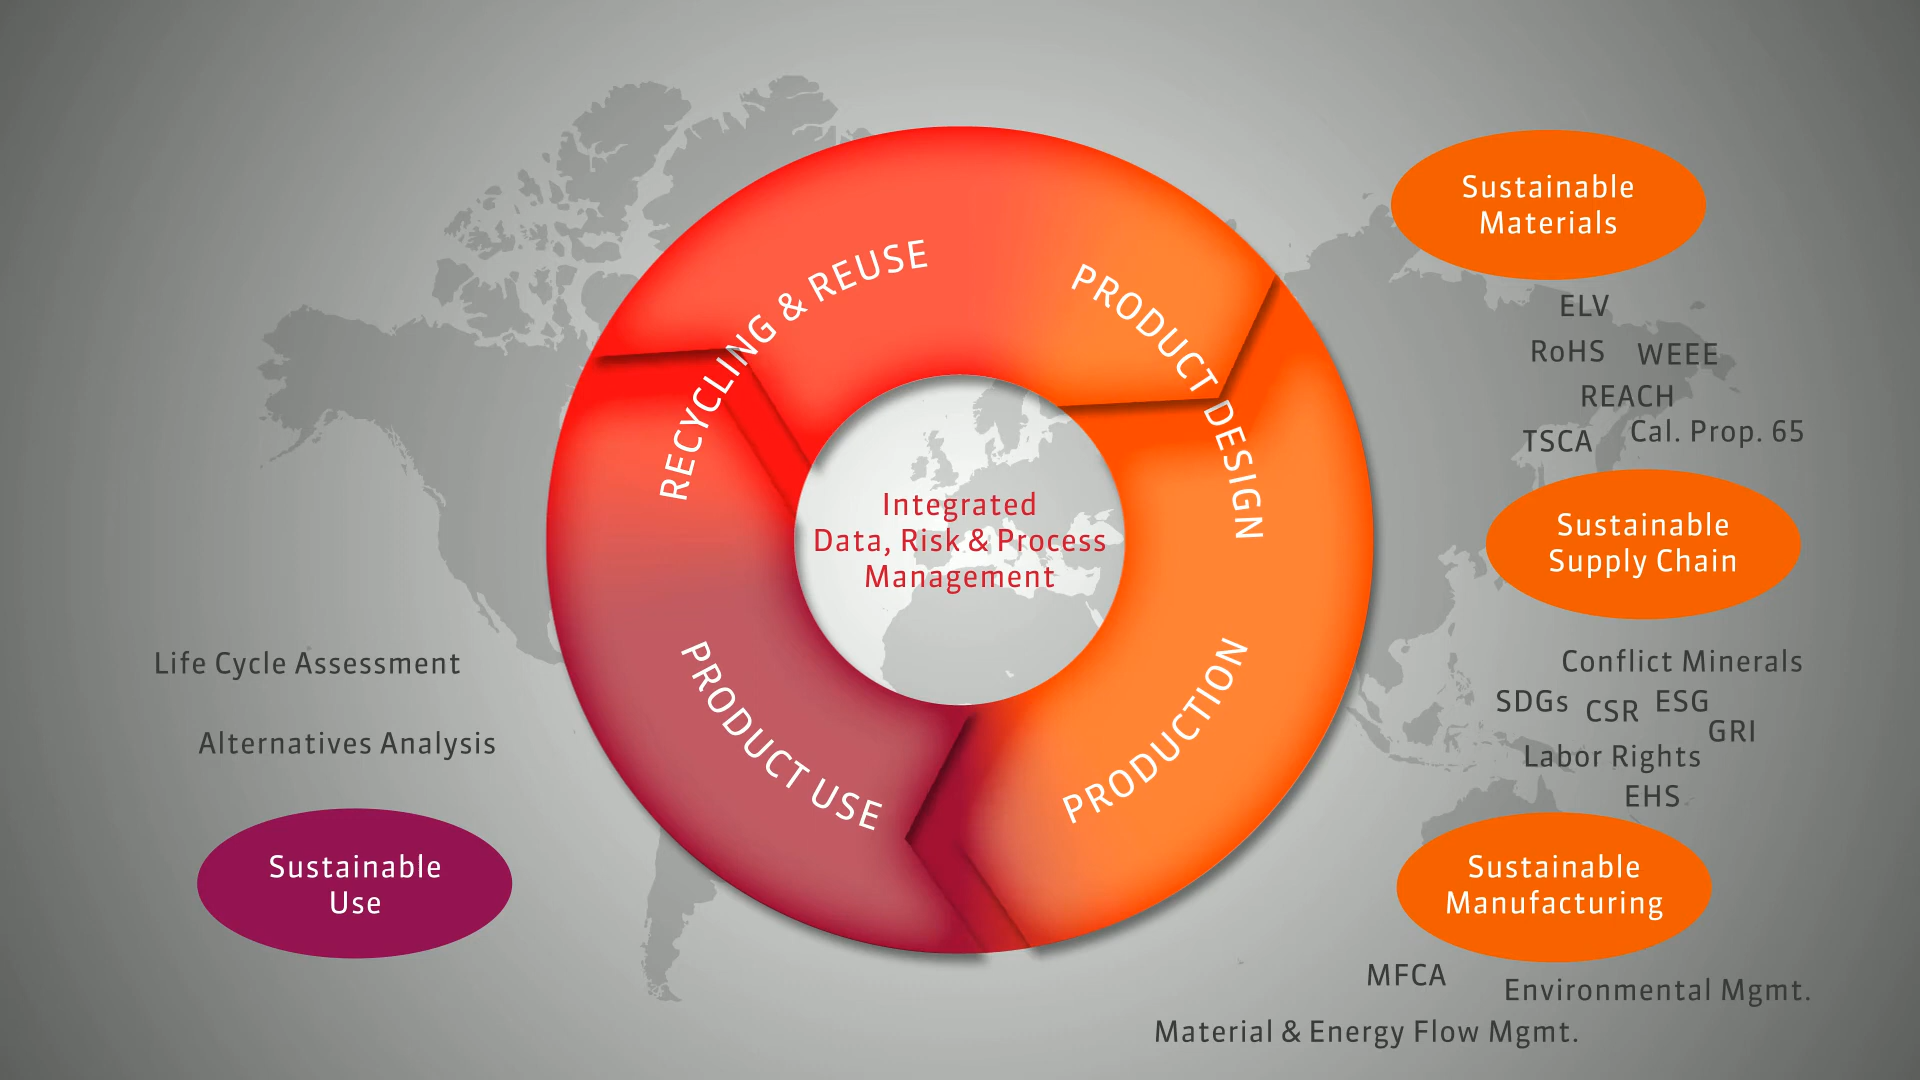 RECYCLING & REUSE
PRODUCT DESIGN
PRODUCTION
PRODUCT USE
Integrated
Data, Risk & Process
Management
Sustainable
Materials
ELV
RoHS WEEE
REACH
TSCA Cal. Prop. 65
Sustainable
Supply Chain
Conflict Minerals
SDGs CSR ESG
GRI
Labor Rights
EHS
Sustainable
Manufacturing
MFCA
Environmental Mgmt.
Material & Energy Flow Mgmt.
Life Cycle Assessment
Alternatives Analysis
Sustainable
Use